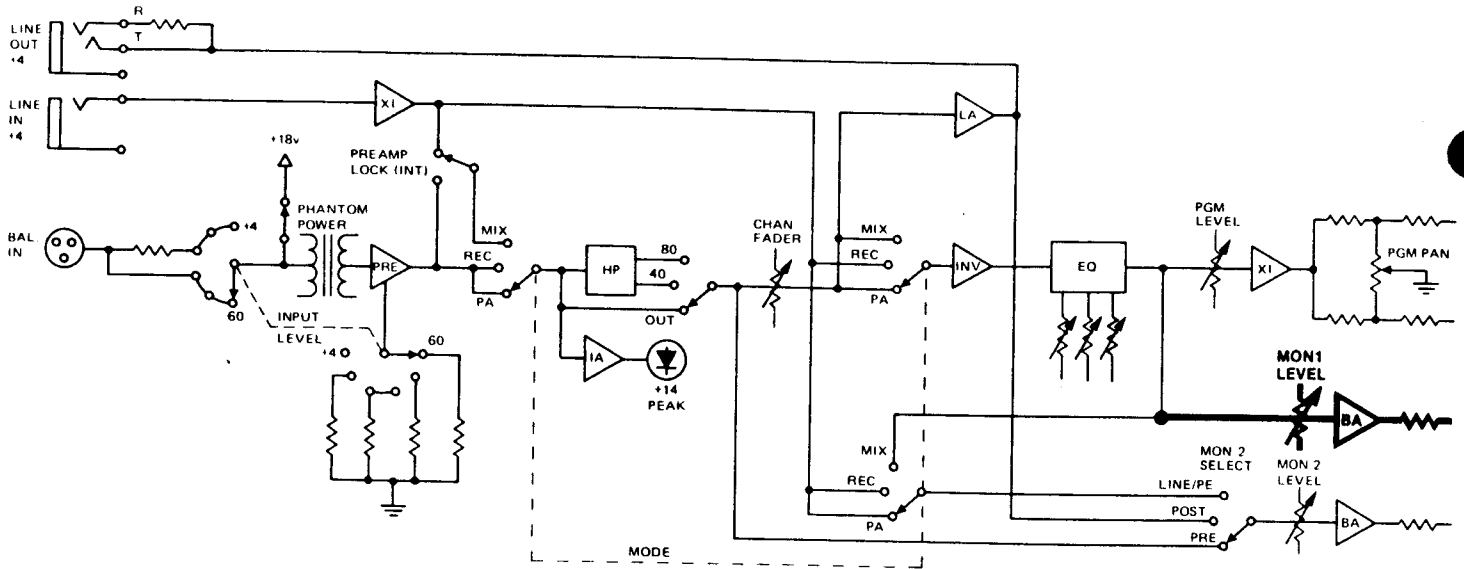 LINE
OUT
+4
R
T
LINE
IN
+4
X1
LA
+18v
PREAMP
LOCK (INT)
PHANTOM
POWER
BAL.
IN
+4
60
INPUT
LEVEL
PRE
+4
60
MIX
REC
PA
HP
80
40
OUT
IA
+14
PEAK
CHAN
FADER
MIX
REC
PA
INV
EQ
PGM
LEVEL
X1
PGM PAN
MON1
LEVEL
BA
MIX
REC
PA
MON 2
SELECT
LINE/PE
POST
PRE
MON 2
LEVEL
BA
MODE